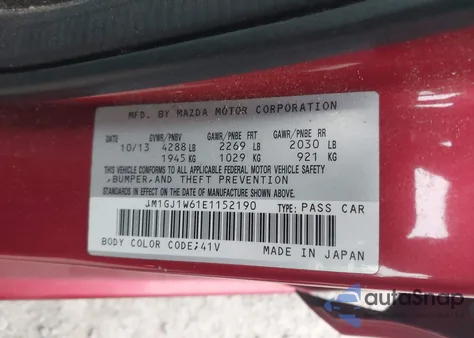 MFD. BY MAZDA MOTOR CORPORATION
GVWR/PNBV GAWR/PNBE FRT GAWR/PNBE RR
10/13 4288 LB 2269 LB 2030 LB
1945 KG 1029 KG 921 KG
THIS VEHICLE CONFORMS TO ALL APPLICABLE FEDERAL MOTOR VEHICLE SAFETY
,BUMPER, AND THEFT PREVENTION
STANDARDS IN EFFECT ON THE DATE OF MANUFACTURE SHOWN ABOVE.
JM1GJ1W61E1152190 TYPE: PASS CAR
BODY COLOR CODE;41V MADE IN JAPAN
autoSnap